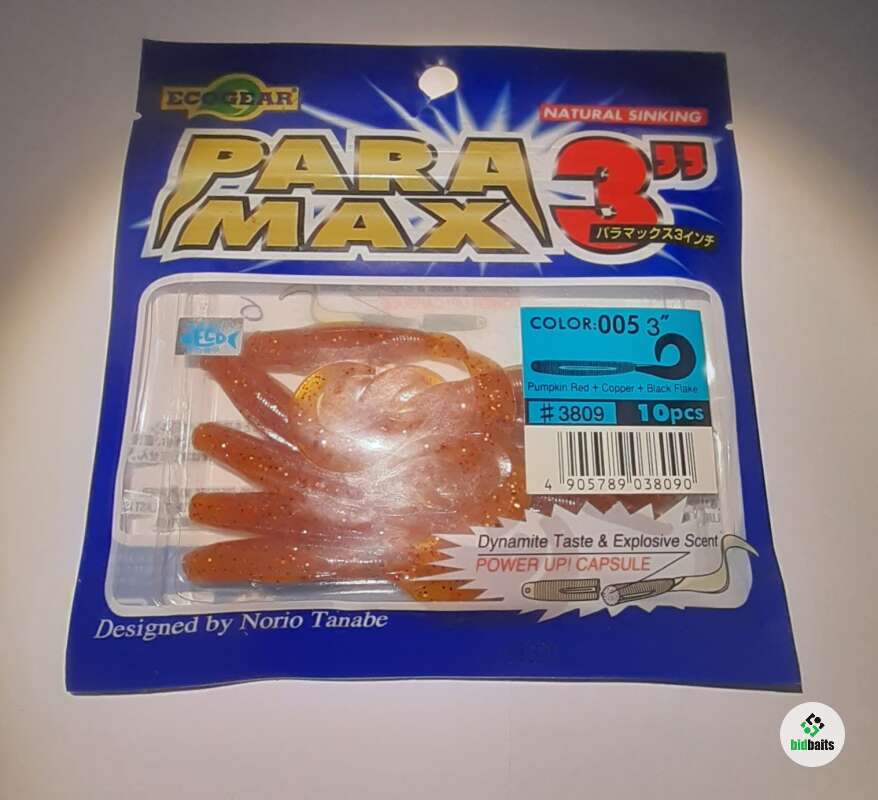 ECOGEAR
NATURAL SINKING
PARA
MAX
3"
パラマックス3インチ
ECO
COLOR:005 3"
Pumpkin Red + Copper + Black Flake
#3809 10pcs
4 905789 038090
Dynamite Taste & Explosive Scent
POWER UP! CAPSULE
Designed by Norio Tanabe
bidbaits